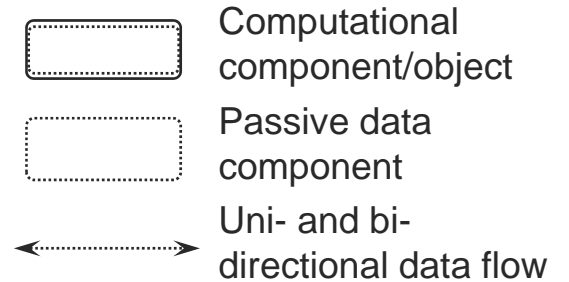 Computational
component/object
Passive data
component
Uni- and bi-
directional data flow